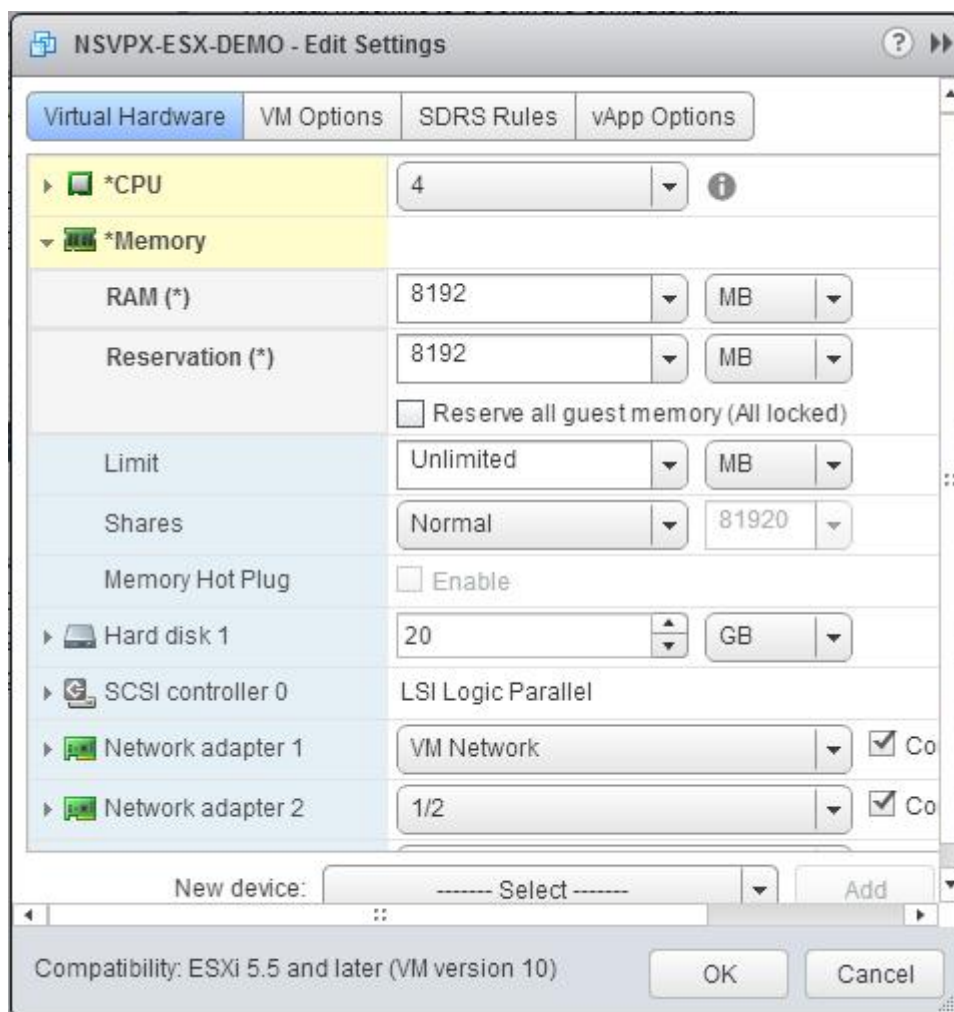 NSVPX-ESX-DEMO - Edit Settings
Virtual Hardware VM Options SDRS Rules vApp Options
*CPU 4
*Memory
RAM (*) 8192 MB
Reservation (*) 8192 MB
Reserve all guest memory (All locked)
Limit Unlimited MB
Shares Normal 81920
Memory Hot Plug Enable
Hard disk 1 20 GB
SCSI controller 0 LSI Logic Parallel
Network adapter 1 VM Network Co
Network adapter 2 1/2 Co
New device: ------- Select ------- Add
Compatibility: ESXi 5.5 and later (VM version 10) OK Cancel